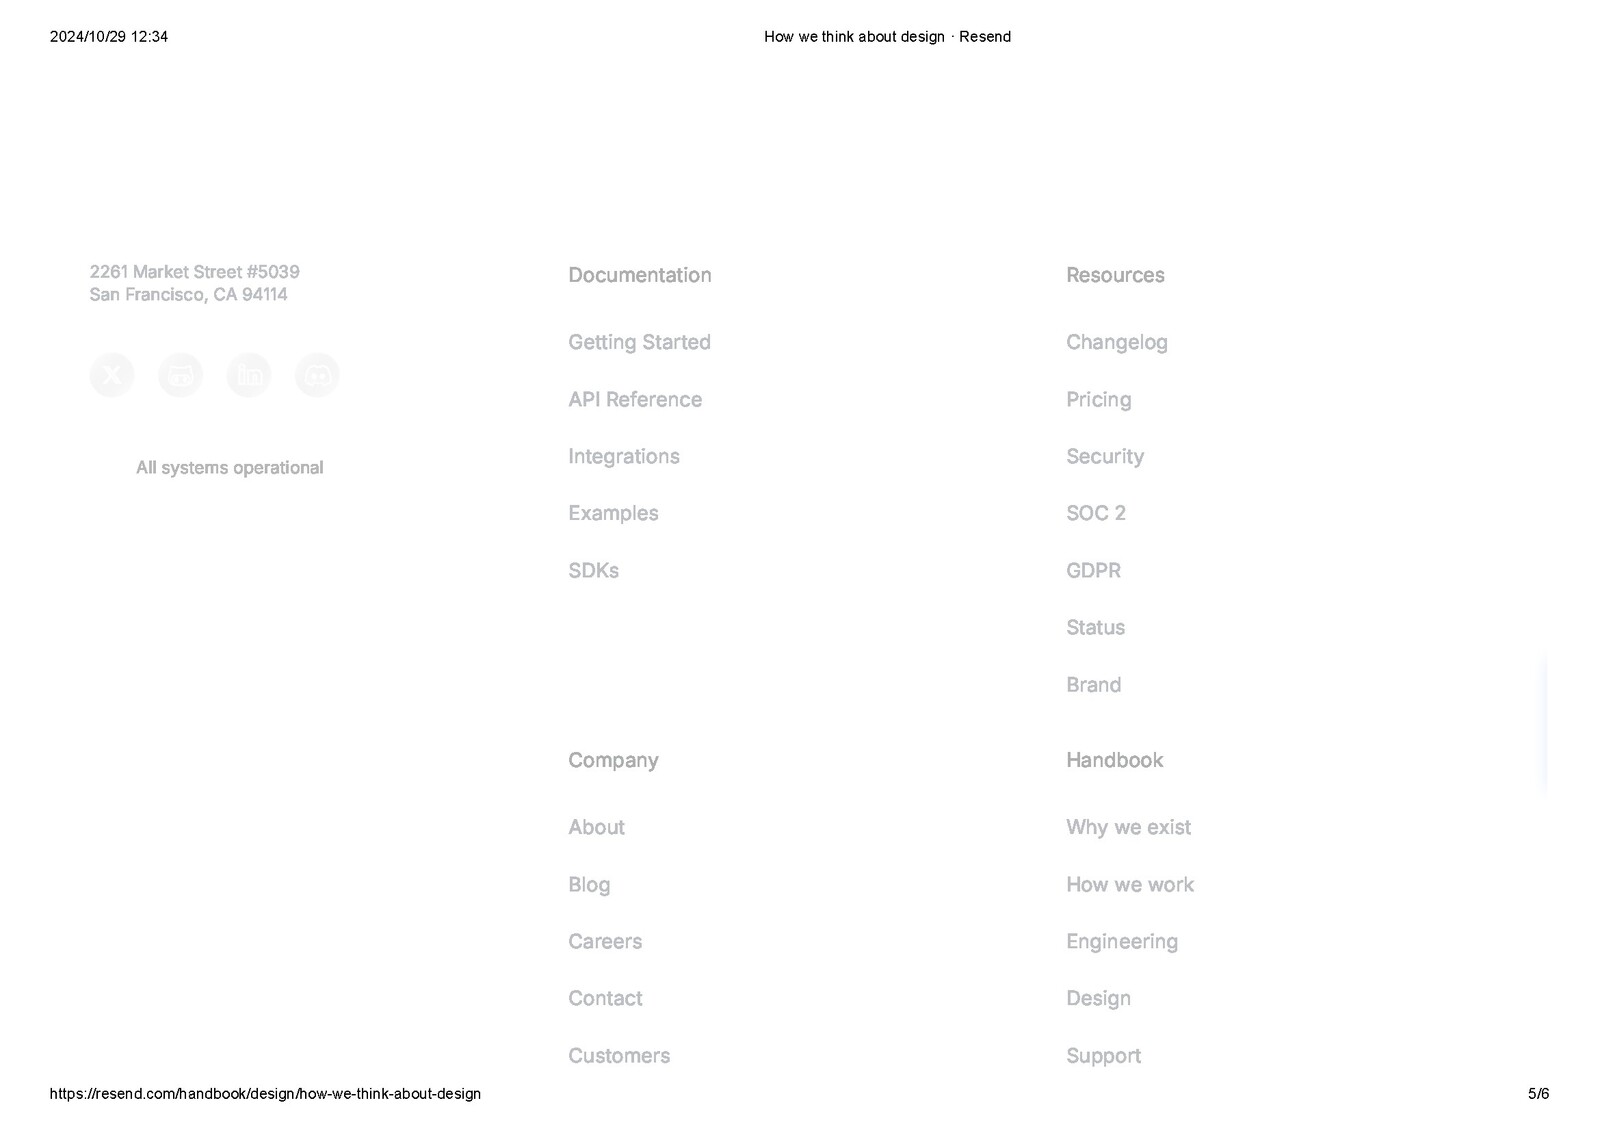 2024/10/29 12:34
How we think about design · Resend
2261 Market Street #5039
San Francisco, CA 94114
All systems operational
Documentation
Getting Started
API Reference
Integrations
Examples
SDKs
Resources
Changelog
Pricing
Security
SOC 2
GDPR
Status
Brand
Company
About
Blog
Careers
Contact
Customers
Handbook
Why we exist
How we work
Engineering
Design
Support
https://resend.com/handbook/design/how-we-think-about-design
5/6